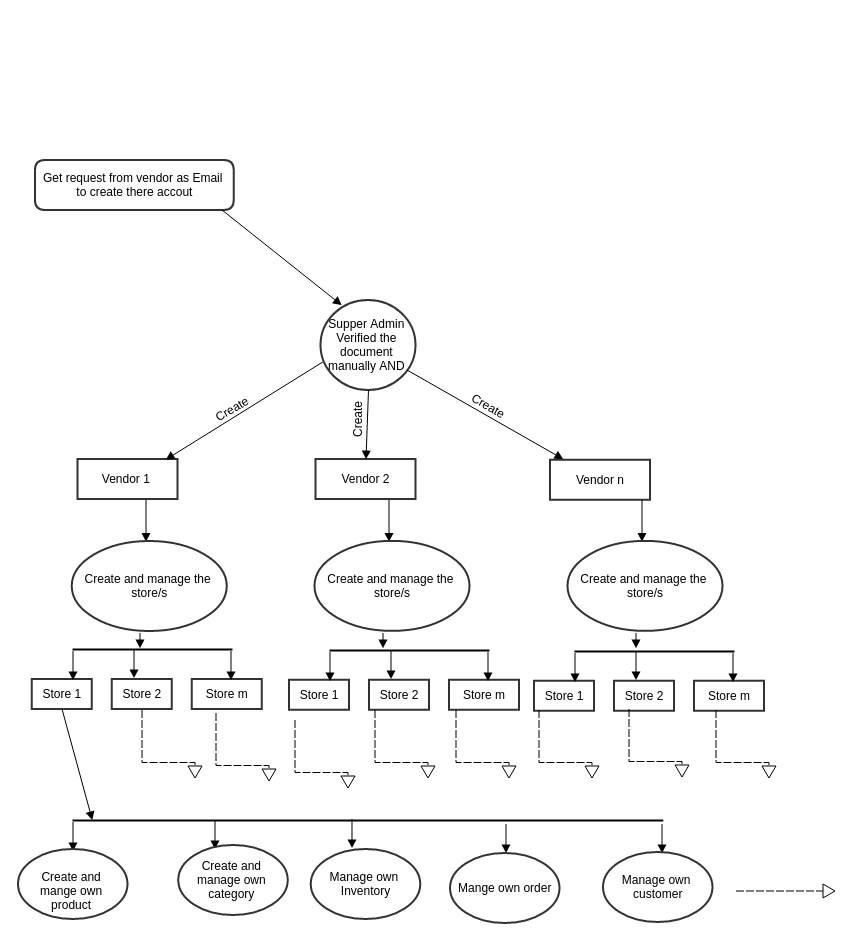 Get request from vendor as Email
to create there accout
Supper Admin
Verified the
document
manually AND
Create
Create
Create
Vendor 1
Vendor 2
Vendor n
Create and manage the
store/s
Create and manage the
store/s
Create and manage the
store/s
Store 1
Store 2
Store m
Store 1
Store 2
Store m
Store 1
Store 2
Store m
Create and
mange own
product
Create and
manage own
category
Manage own
Inventory
Mange own order
Manage own
customer